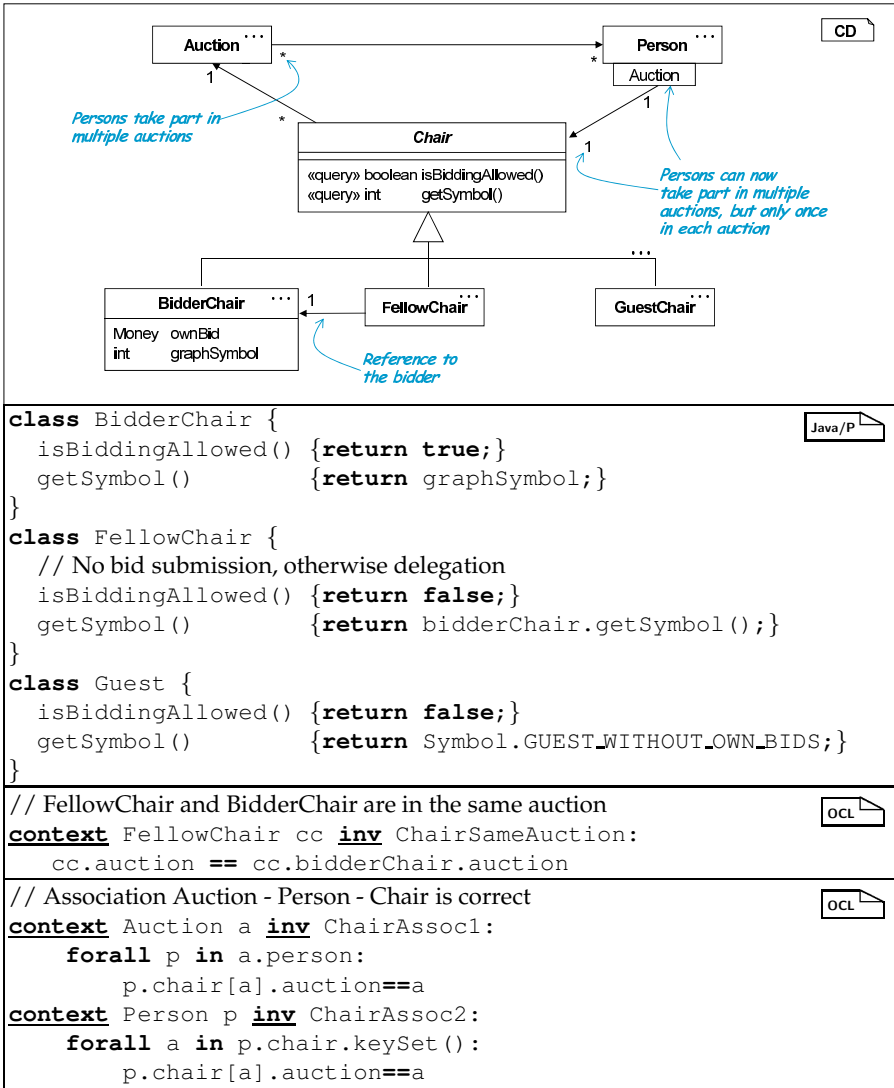 CD
Auction ...
Person ...
Auction
*
*
1
1
Persons take part in
multiple auctions
*
Chair
1
«query» boolean isBiddingAllowed()
«query» int getSymbol()
Persons can now
take part in multiple
auctions, but only once
in each auction
...
BidderChair ...
1
FellowChair ...
GuestChair ...
Money ownBid
int graphSymbol
Reference to
the bidder
class BidderChair {
Java/P
isBiddingAllowed() {return true;}
getSymbol() {return graphSymbol;}
}
class FellowChair {
// No bid submission, otherwise delegation
isBiddingAllowed() {return false;}
getSymbol() {return bidderChair.getSymbol();}
}
class Guest {
isBiddingAllowed() {return false;}
getSymbol() {return Symbol.GUEST_WITHOUT_OWN_BIDS;}
}
// FellowChair and BidderChair are in the same auction
OCL
context FellowChair cc inv ChairSameAuction:
cc.auction == cc.bidderChair.auction
// Association Auction - Person - Chair is correct
OCL
context Auction a inv ChairAssoc1:
forall p in a.person:
p.chair[a].auction==a
context Person p inv ChairAssoc2:
forall a in p.chair.keySet():
p.chair[a].auction==a